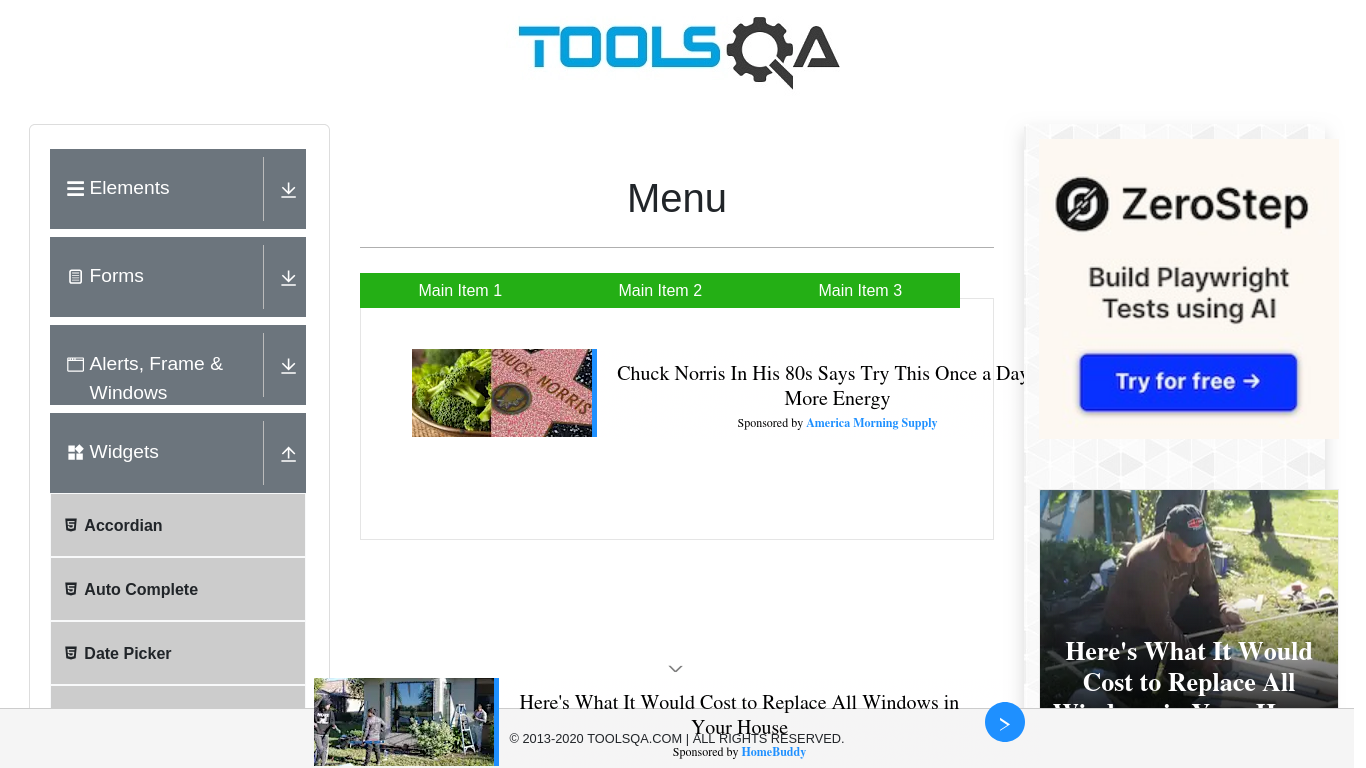 TOOLSQA
Elements
Forms
Alerts, Frame &
Windows
Widgets
Accordian
Auto Complete
Date Picker
Menu
Main Item 1
Main Item 2
Main Item 3
CHUCK NORRIS
CHUCK NORRIS
Chuck Norris In His 80s Says Try This Once a Day
More Energy
Sponsored by America Morning Supply
ZeroStep
Build Playwright
Tests using AI
Try for free →
Here's What It Would
Cost to Replace All
Here's What It Would Cost to Replace All Windows in
Your House
© 2013-2020 TOOLSQA.COM | ALL RIGHTS RESERVED.
Sponsored by HomeBuddy